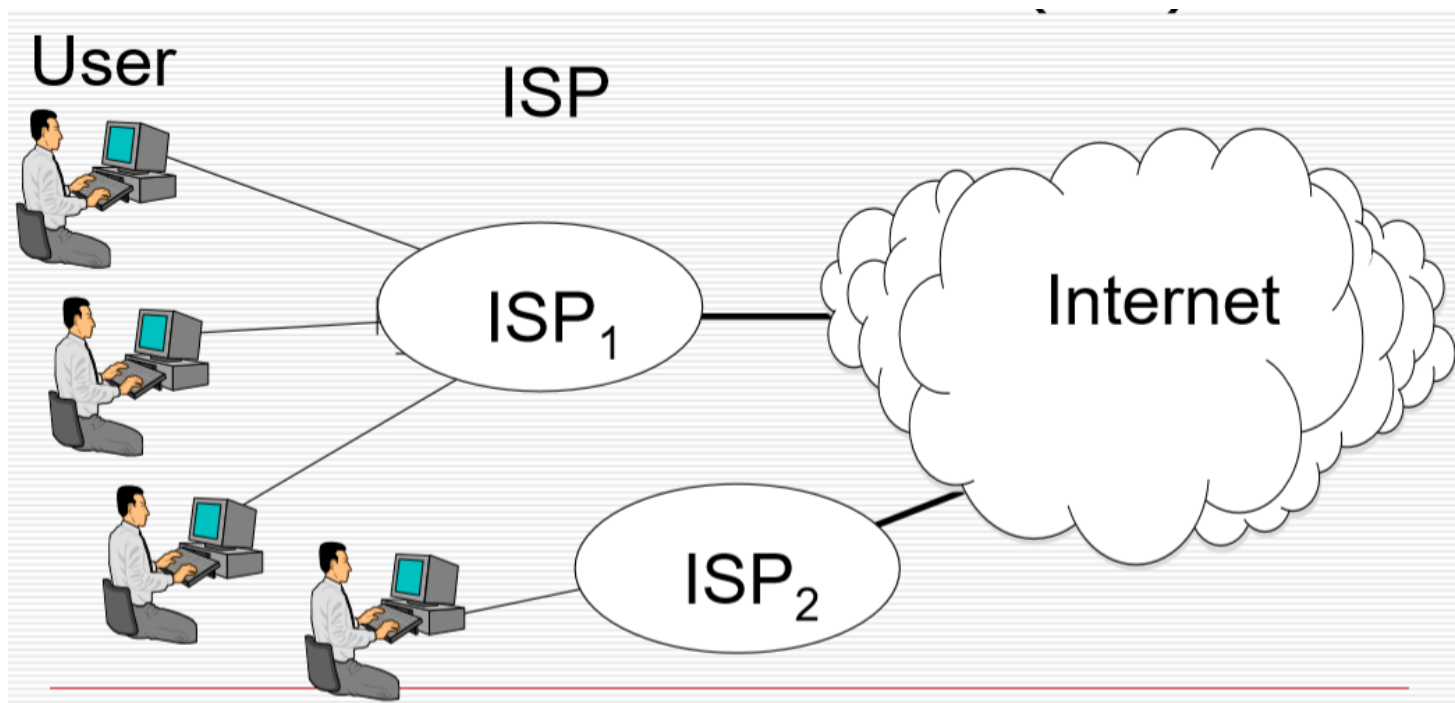 User
ISP
ISP₁
Internet
ISP₂